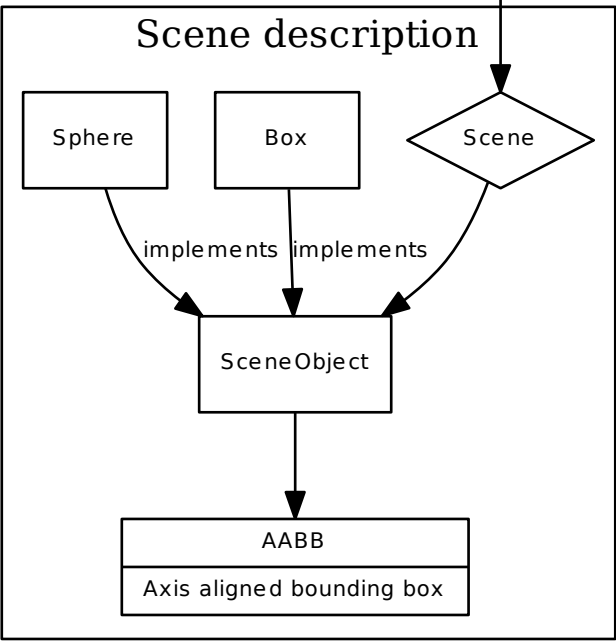 Scene description
Sphere
Box
Scene
implements
implements
SceneObject
AABB
Axis aligned bounding box